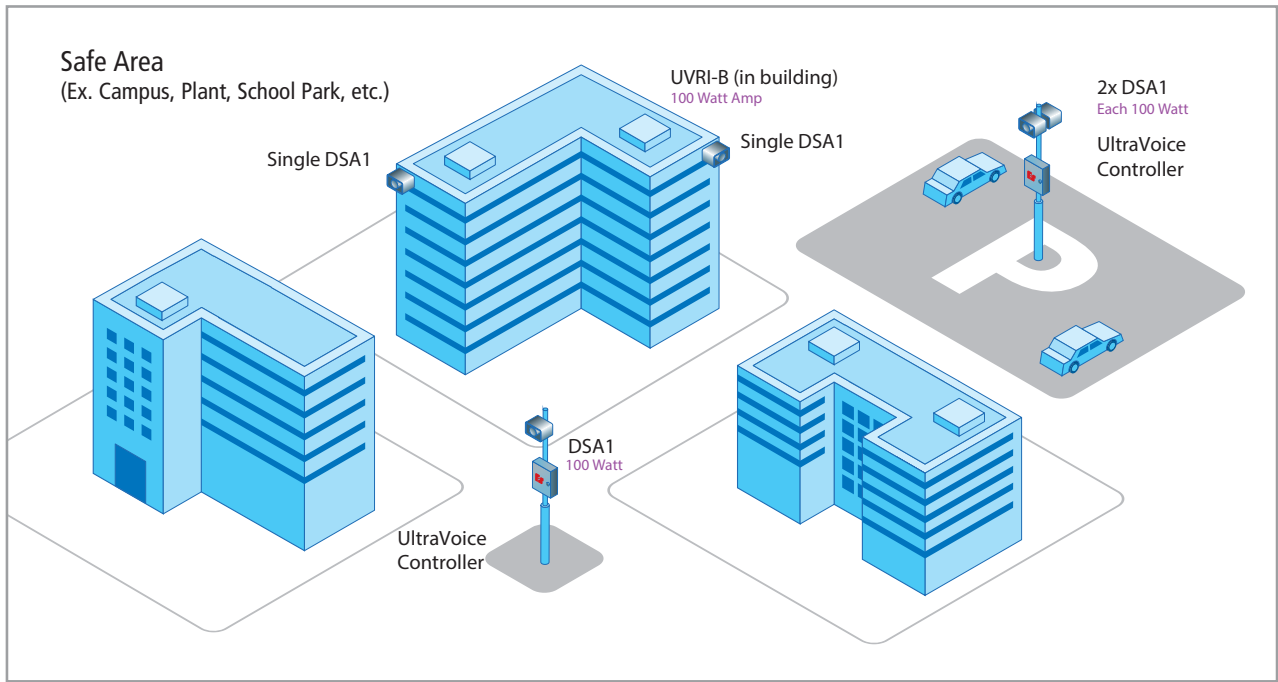 Safe Area
(Ex. Campus, Plant, School Park, etc.)
UVRI-B (in building)
100 Watt Amp
Single DSA1
Single DSA1
2x DSA1
Each 100 Watt
UltraVoice
Controller
P
DSA1
100 Watt
UltraVoice
Controller